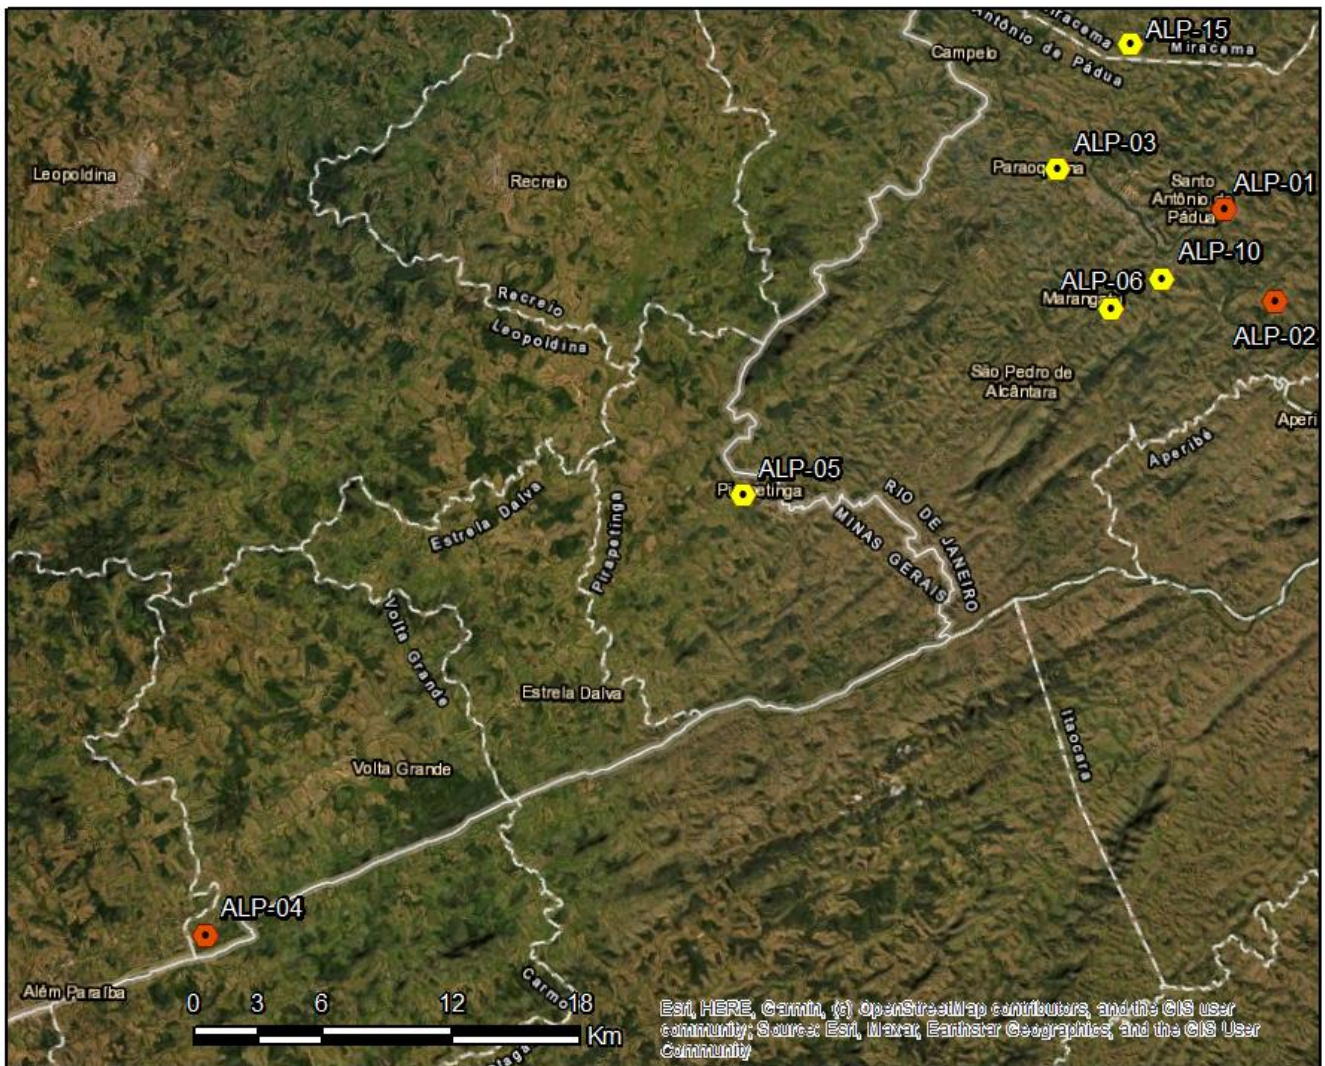 Miracema
ALP-15
Miracema
Antônio de Pádua
Campelo
ALP-03
Leopoldina
Recreio
Santo
Antônio
Pádua
ALP-01
ALP-10
ALP-06
Recreio
Leopoldina
ALP-02
São Pedro de
Alcântara
Aperi
Aperibé
ALP-05
RIO DE JANEIRO
MINAS GERAIS
Estrela Dalva
Pirapetinga
Volta Grande
Estrela Dalva
Itaocara
Volta Grande
ALP-04
Além Paraíba
Carmo
0 3 6 12 18
Km
Esri, HERE, Garmin, (c) OpenStreetMap contributors, and the GIS user
community; Source: Esri, Maxar, Earthstar Geographics, and the GIS User
Community